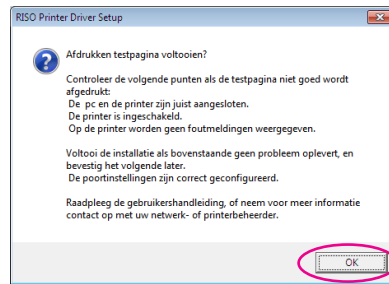 RISO Printer Driver Setup
Afdrukken testpagina voltooien?
Controleer de volgende punten als de testpagina niet goed wordt
afgedrukt:
De pc en de printer zijn juist aangesloten.
De printer is ingeschakeld.
Op de printer worden geen foutmeldingen weergegeven.
Voltooi de installatie als bovenstaande geen probleem oplevert, en
bevestig het volgende later.
De poortinstellingen zijn correct geconfigureerd.
Raadpleeg de gebruikershandleiding, of neem voor meer informatie
contact op met uw netwerk- of printerbeheerder.
OK